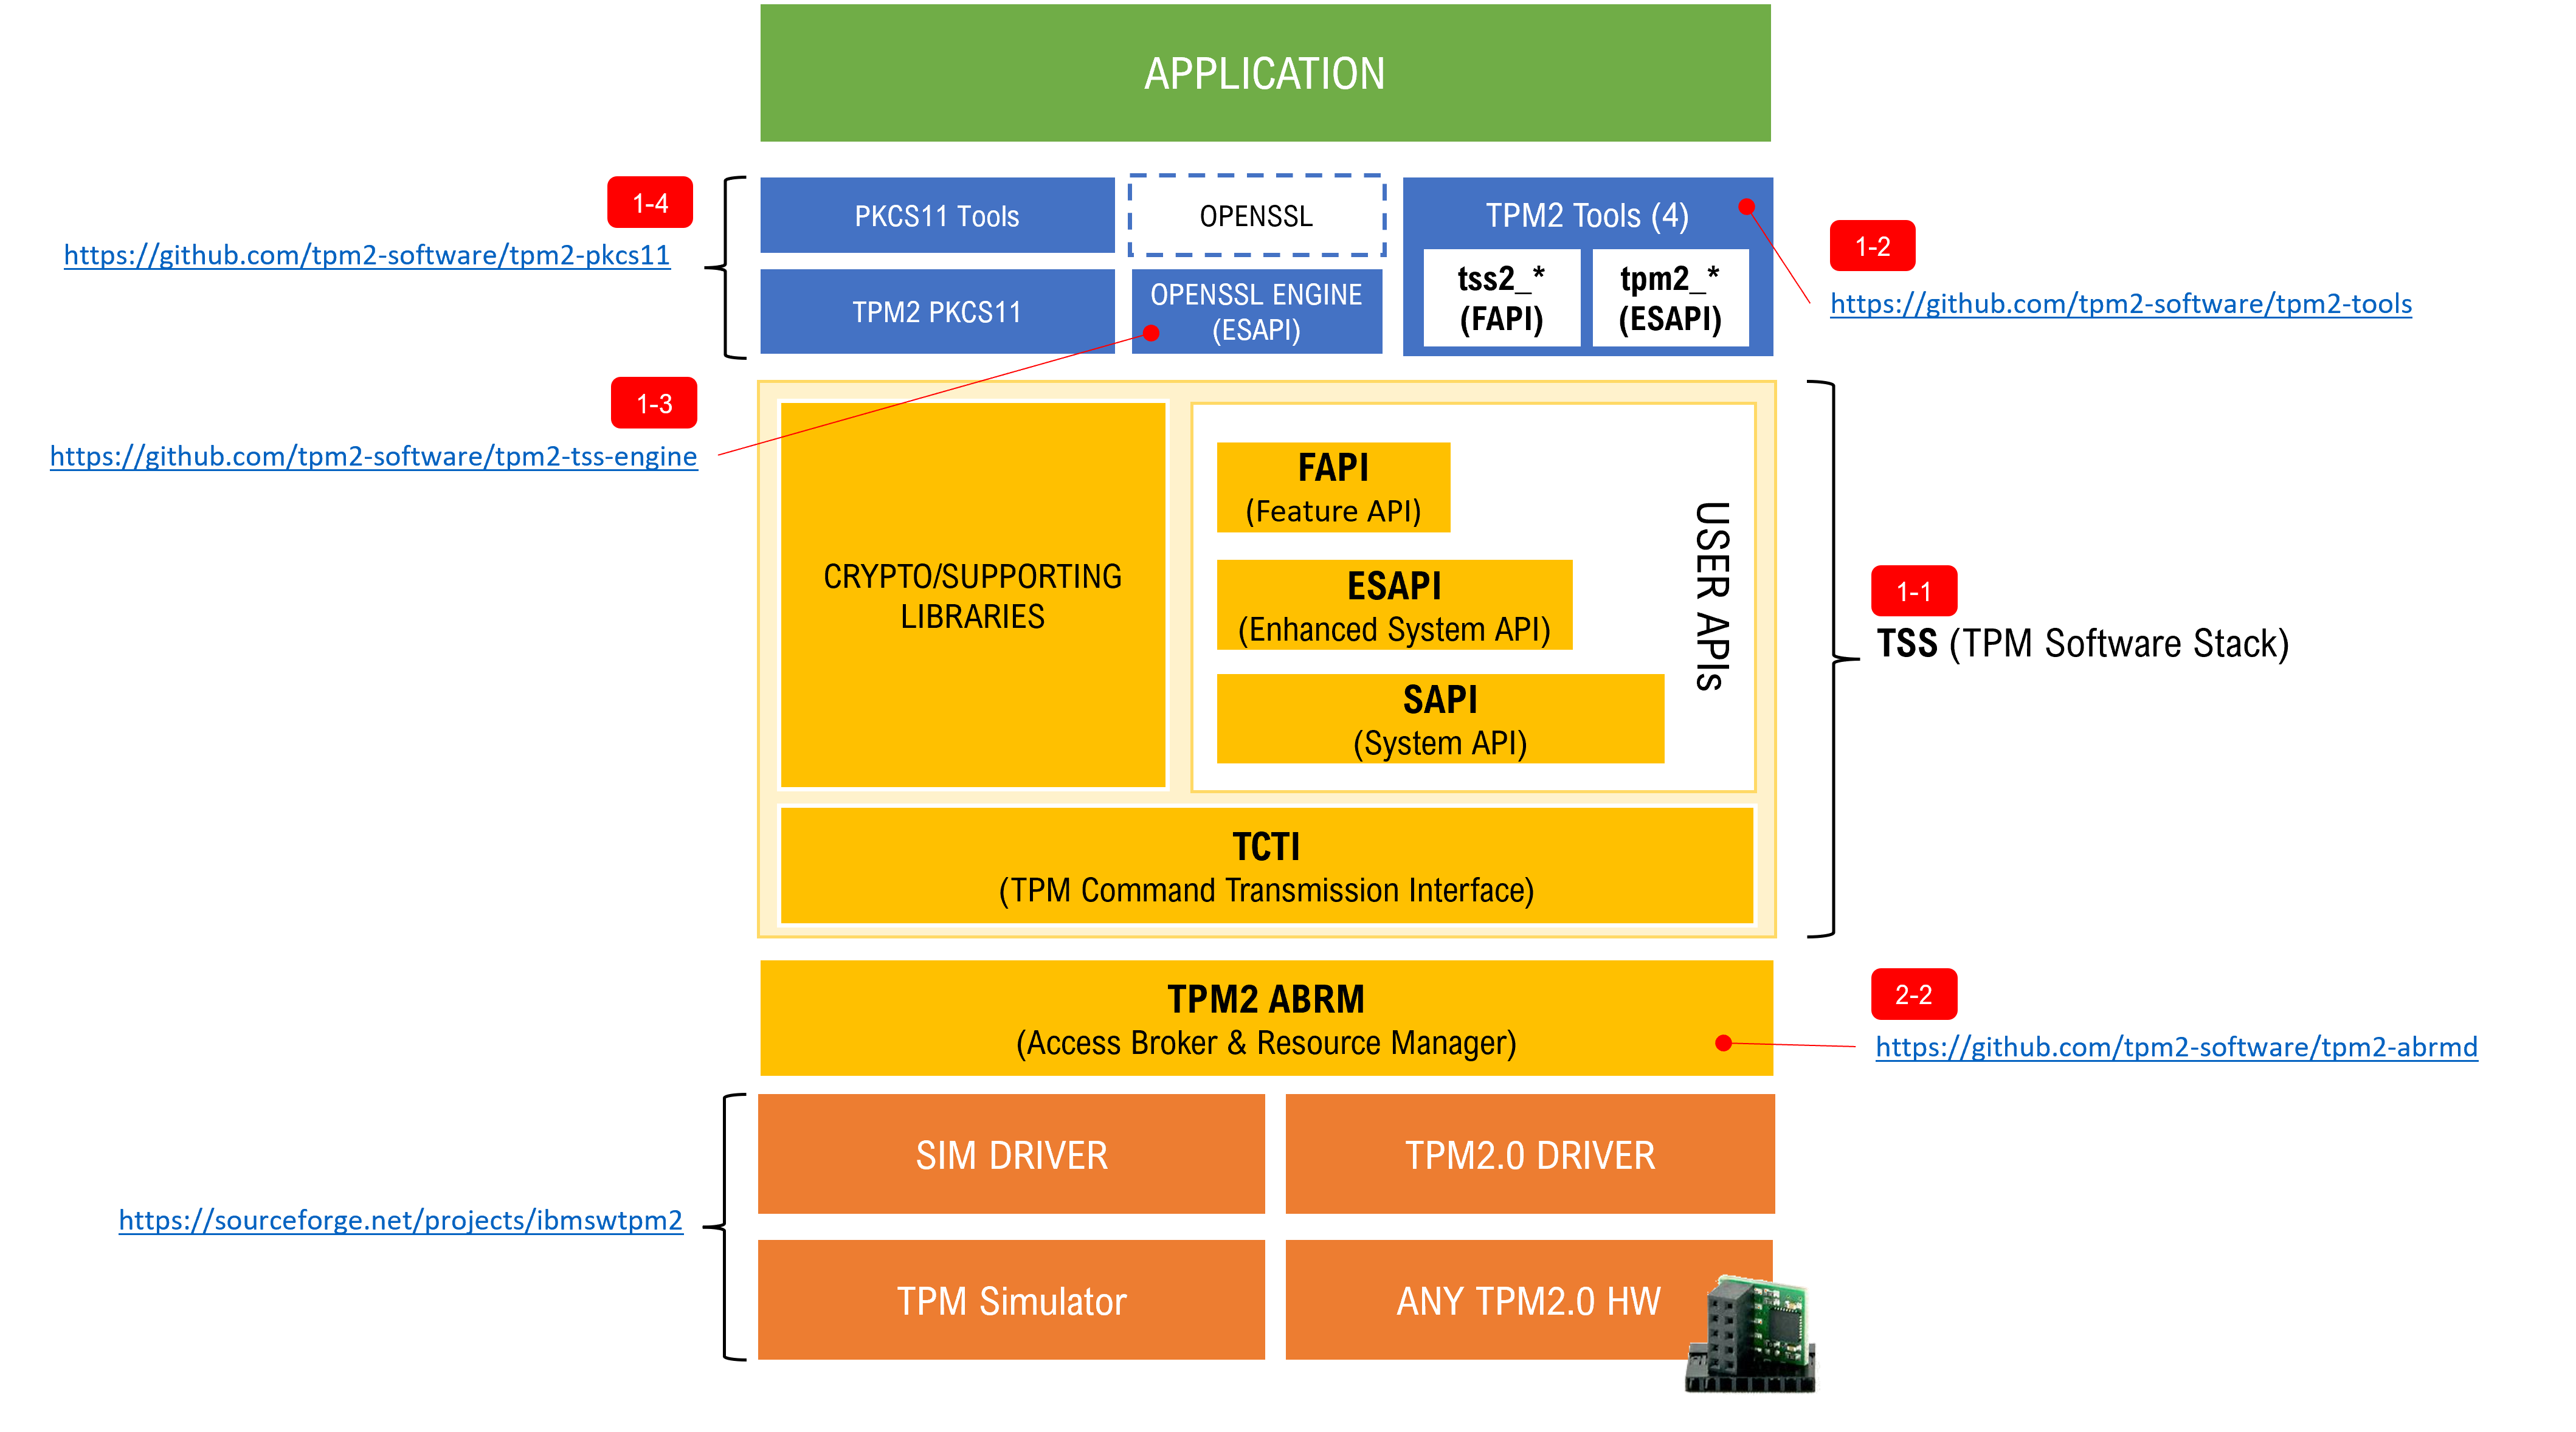 APPLICATION
1-4
https://github.com/tpm2-software/tpm2-pkcs11
PKCS11 Tools
OPENSSL
TPM2 PKCS11
OPENSSL ENGINE
(ESAPI)
TPM2 Tools (4)
tss2_*
(FAPI)
tpm2_*
(ESAPI)
1-2
https://github.com/tpm2-software/tpm2-tools
1-3
https://github.com/tpm2-software/tpm2-tss-engine
CRYPTO/SUPPORTING
LIBRARIES
FAPI
(Feature API)
ESAPI
(Enhanced System API)
SAPI
(System API)
USER APIs
1-1
TSS (TPM Software Stack)
TCTI
(TPM Command Transmission Interface)
TPM2 ABRM
(Access Broker & Resource Manager)
2-2
https://github.com/tpm2-software/tpm2-abrmd
SIM DRIVER
TPM2.0 DRIVER
https://sourceforge.net/projects/ibmswtpm2
TPM Simulator
ANY TPM2.0 HW